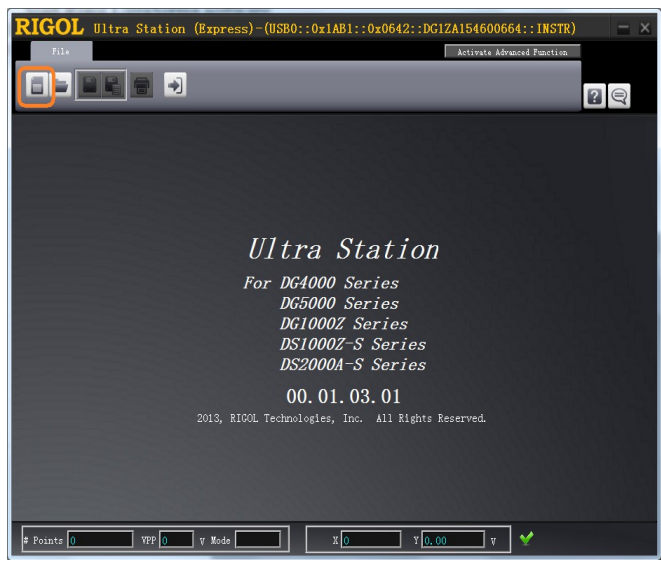 RIGOL Ultra Station (Express)-(USB0::0x1AB1::0x0642::DG1ZA154600664::INSTR)
File
Activate Advanced Function
Ultra Station
For DG4000 Series
DG5000 Series
DG1000Z Series
DS1000Z-S Series
DS2000A-S Series
00.01.03.01
2013, RIGOL Technologies, Inc. All Rights Reserved.
# Points 0 VPP 0 V Mode X 0 Y 0.00 V